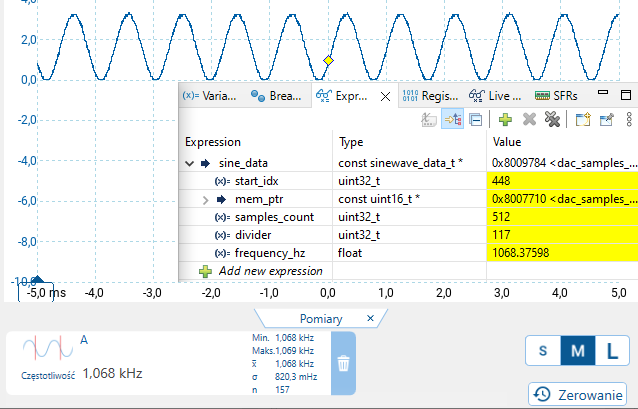 4,0
2,0
0,0
-2,0
-4,0
-6,0
-8,0
-10,0
(x)= Varia...
Brea...
Expr...
1010 0101 Regis...
Live ...
SFRs
Expression Type Value
sine_data const sinewave_data_t * 0x8009784 <dac_samples_...
(x)= start_idx uint32_t 448
mem_ptr const uint16_t * 0x8007710 <dac_samples_...
(x)= samples_count uint32_t 512
(x)= divider uint32_t 117
(x)= frequency_hz float 1068.37598
Add new expression
-5,0 ms -4,0 -3,0 -2,0 -1,0 0,0 1,0 2,0 3,0 4,0 5,0
Pomiary
A
Częstotliwość 1,068 kHz
Min. 1,068 kHz
Maks. 1,069 kHz
x̄ 1,068 kHz
σ 820,3 mHz
n 157
S M L
Zerowanie